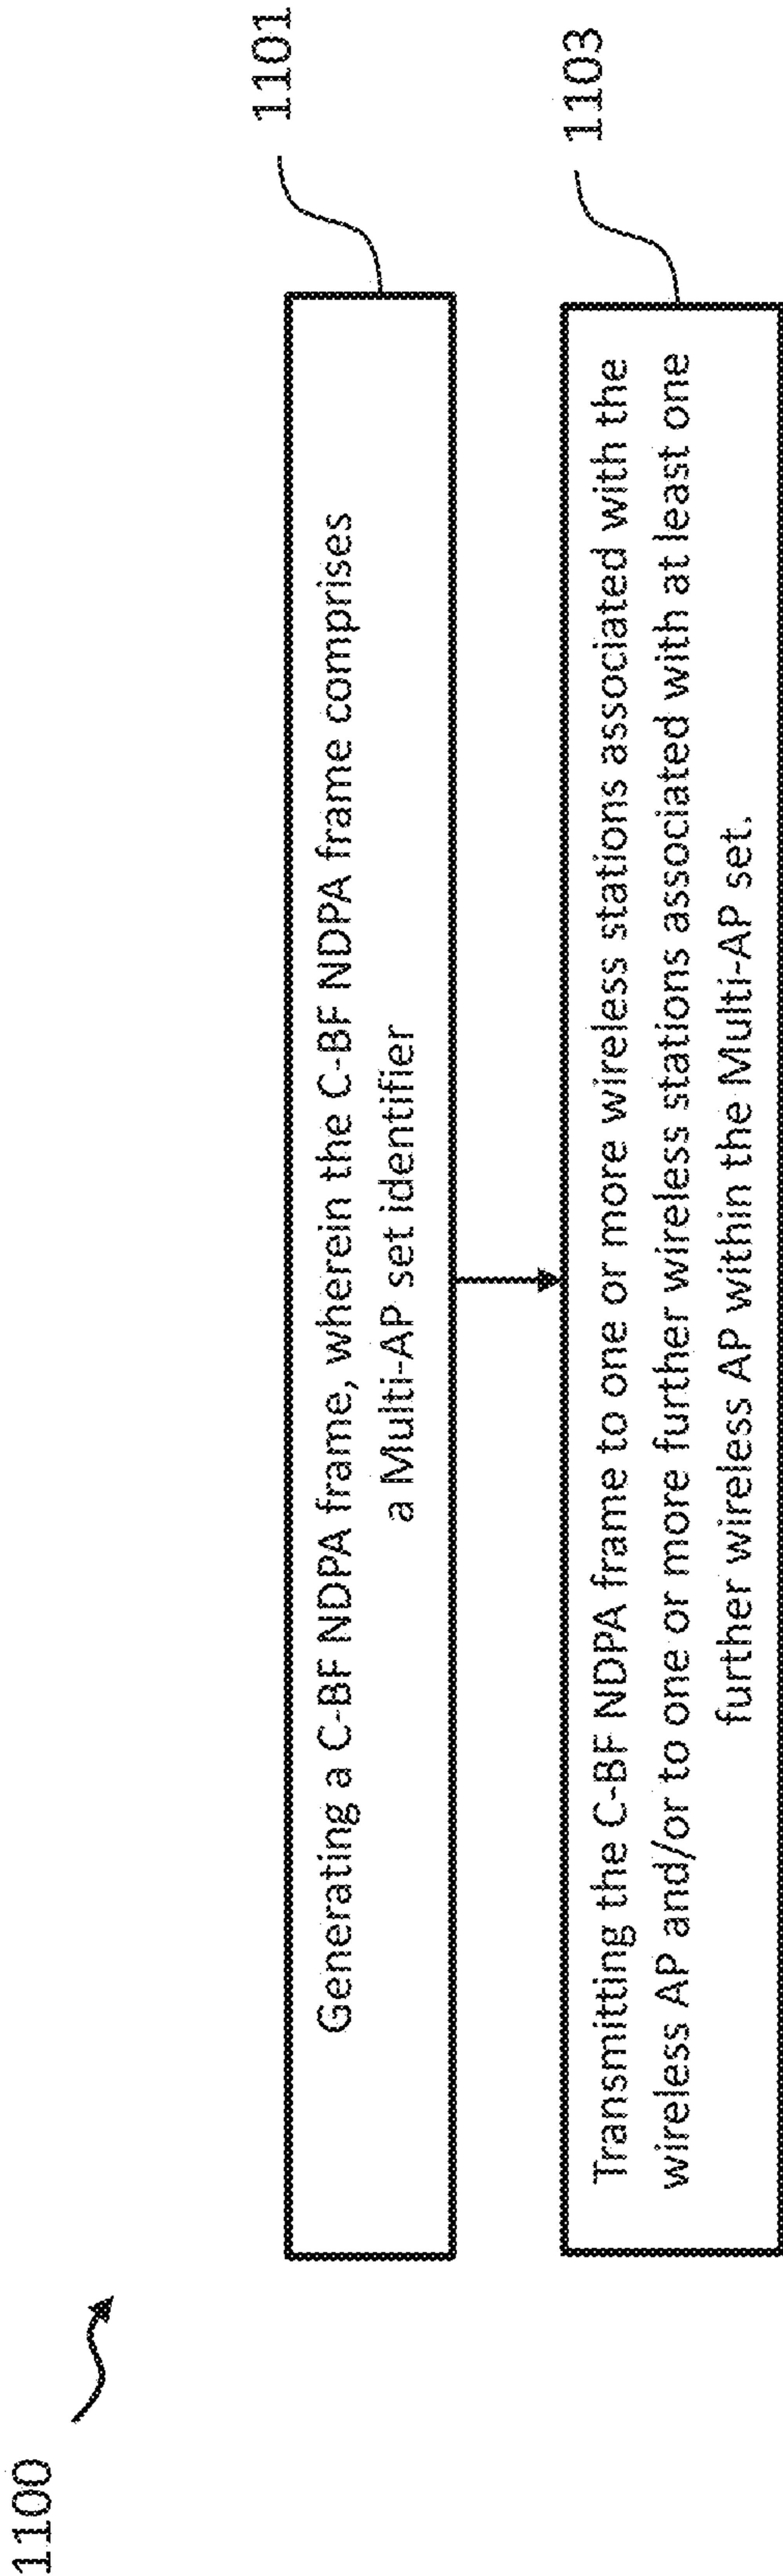 1100
1101
Generating a C-BF NDPA frame, wherein the C-BF NDPA frame comprises
a Multi-AP set identifier
1103
Transmitting the C-BF NDPA frame to one or more wireless stations associated with the
wireless AP and/or to one or more further wireless stations associated with at least one
further wireless AP within the Multi-AP set.